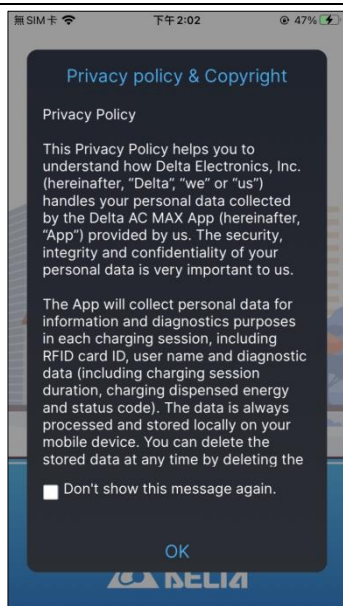 無SIM卡 下午2:02 47%
Privacy policy & Copyright
Privacy Policy
This Privacy Policy helps you to
understand how Delta Electronics, Inc.
(hereinafter, “Delta”, “we” or “us”)
handles your personal data collected
by the Delta AC MAX App (hereinafter,
“App”) provided by us. The security,
integrity and confidentiality of your
personal data is very important to us.
The App will collect personal data for
information and diagnostics purposes
in each charging session, including
RFID card ID, user name and diagnostic
data (including charging session
duration, charging dispensed energy
and status code). The data is always
processed and stored locally on your
mobile device. You can delete the
stored data at any time by deleting the
Don't show this message again.
OK